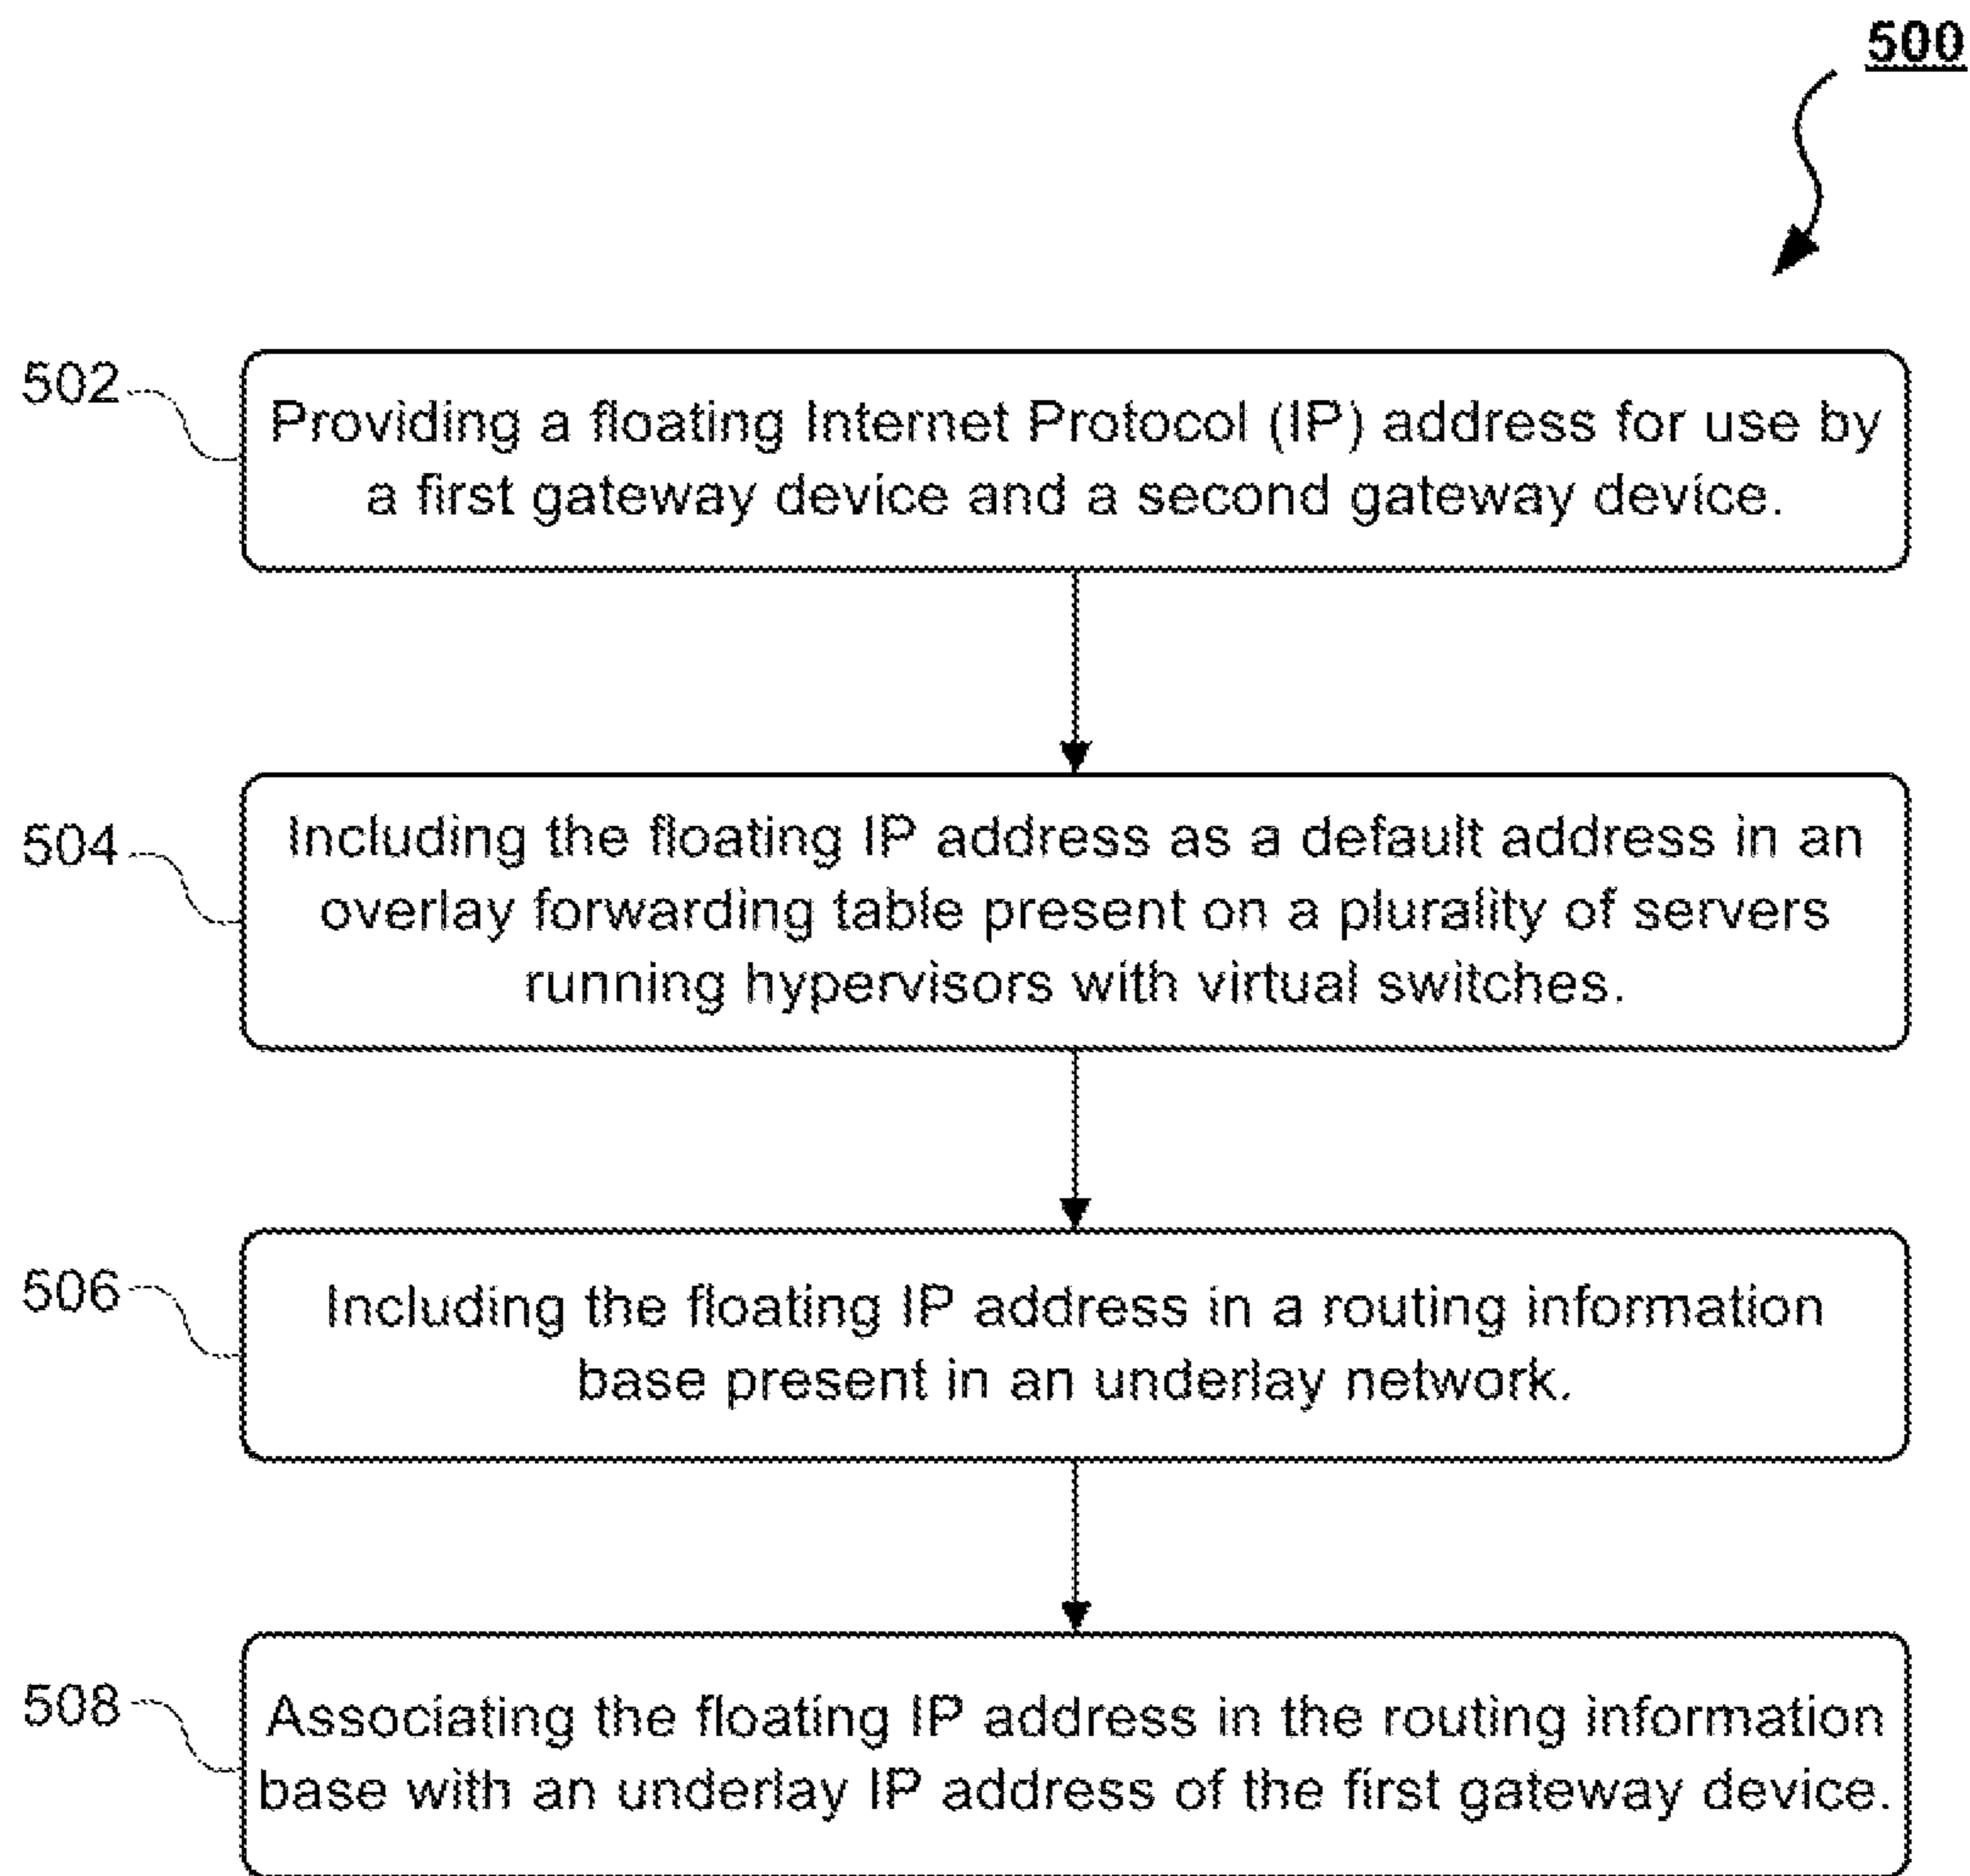 500
502
Providing a floating Internet Protocol (IP) address for use by
a first gateway device and a second gateway device.
504
Including the floating IP address as a default address in an
overlay forwarding table present on a plurality of servers
running hypervisors with virtual switches.
506
Including the floating IP address in a routing information
base present in an underlay network.
508
Associating the floating IP address in the routing information
base with an underlay IP address of the first gateway device.